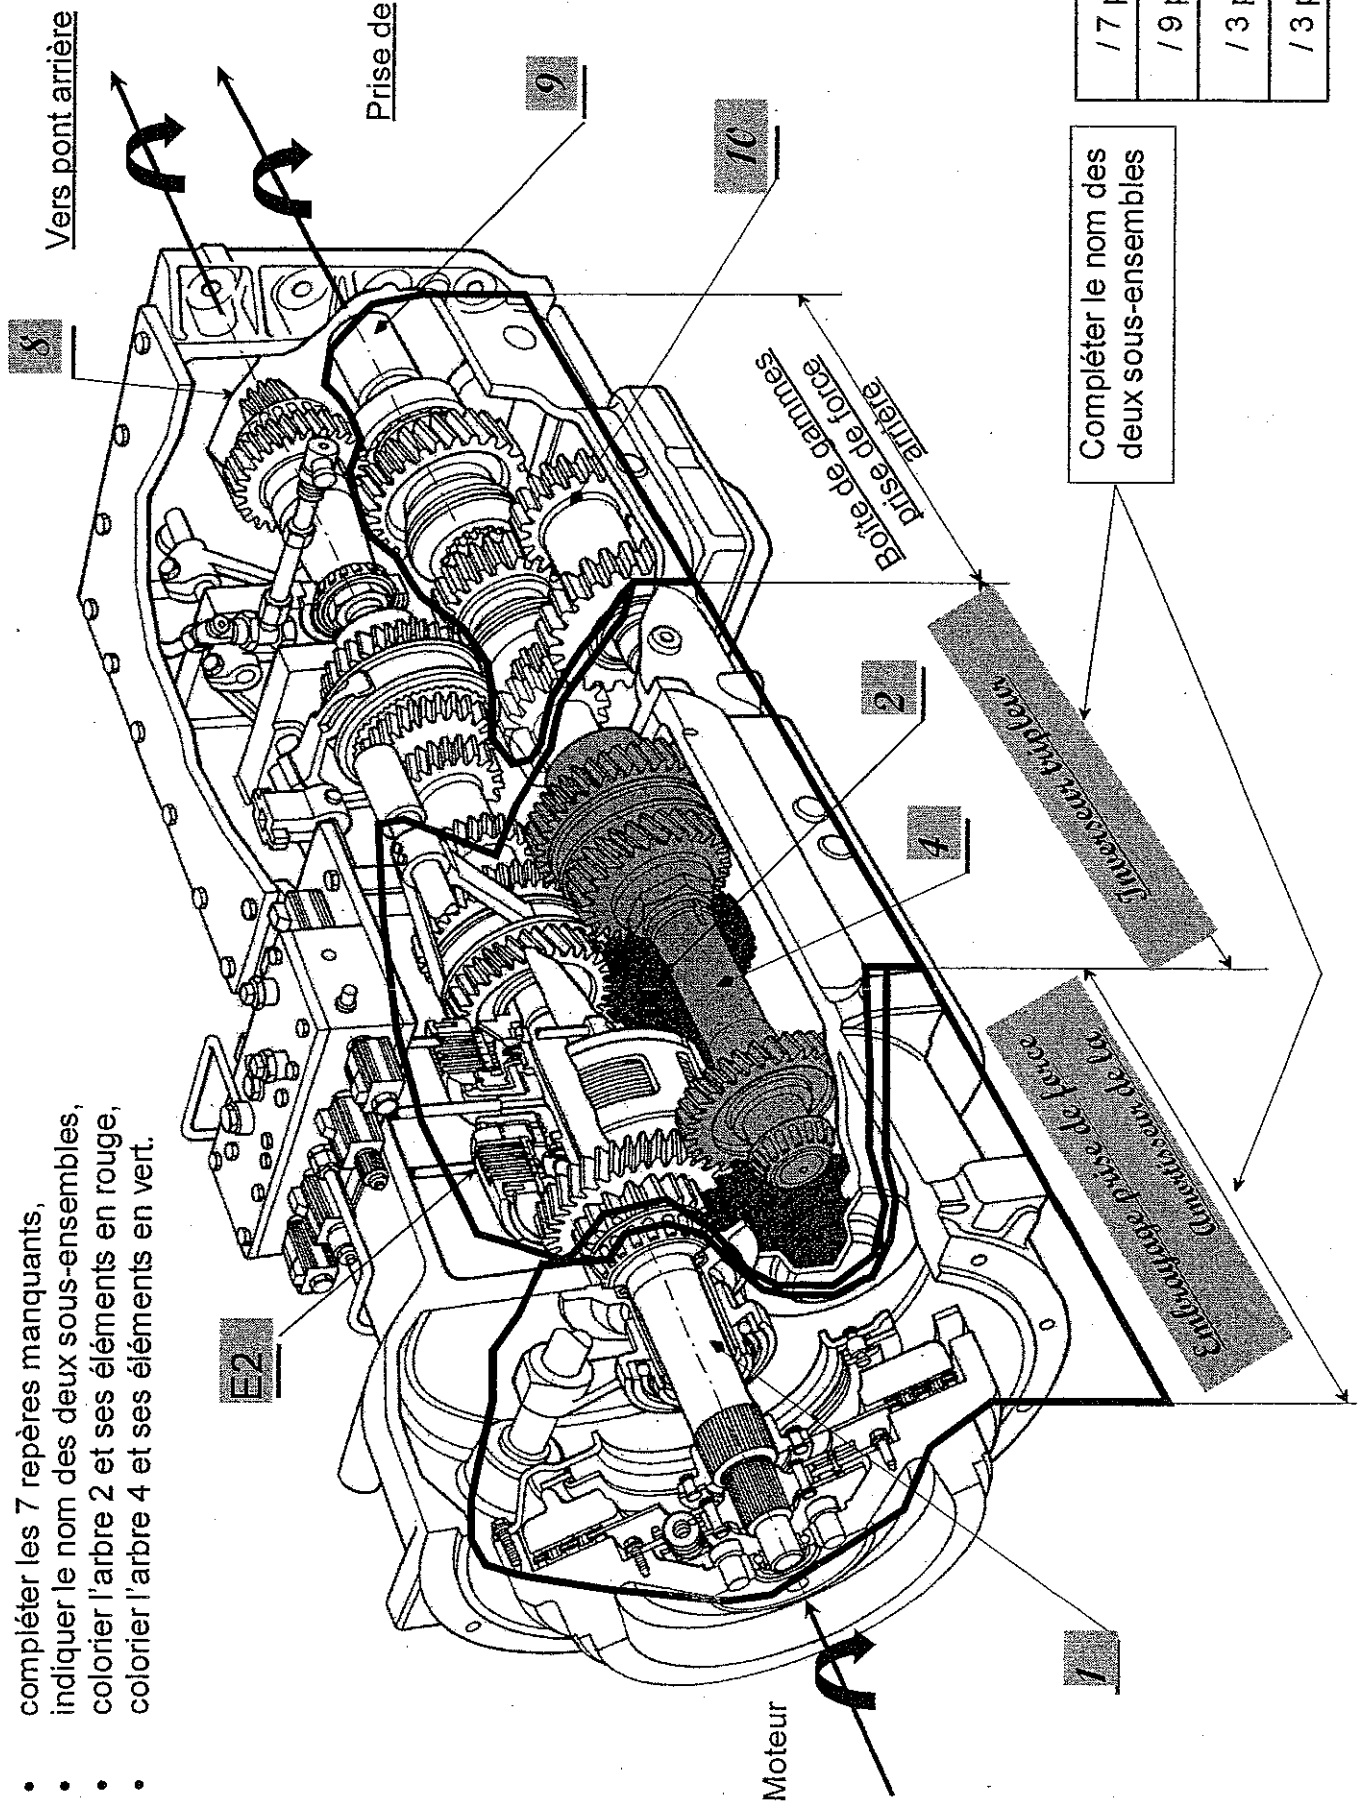 • compléter les 7 repères manquants,
• indiquer le nom des deux sous-ensembles,
• colorier l'arbre 2 et ses éléments en rouge,
• colorier l'arbre 4 et ses éléments en vert.
Vers pont arrière
Prise de
8
9
10
E2
2
4
1
Moteur
Boîte de gammes
prise de force
arrière
Inverseur tripleur
Embrayage prise de force
Amortisseur de la
Compléter le nom des
deux sous-ensembles
/ 7 p
/ 9 p
/ 3 p
/ 3 p